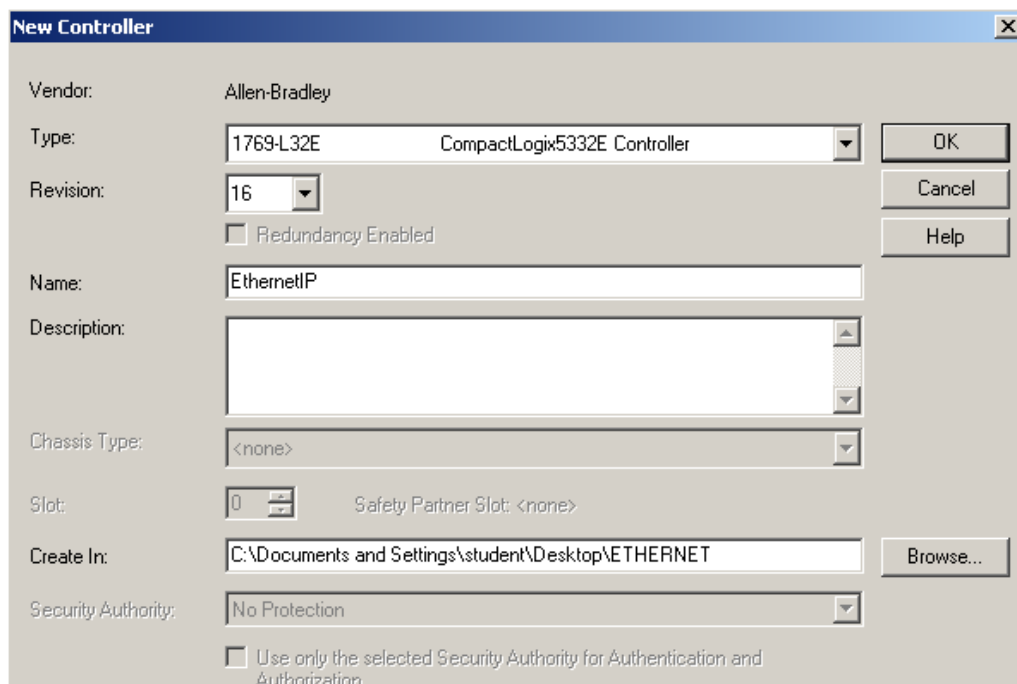 New Controller
Vendor: Allen-Bradley
Type: 1769-L32E CompactLogix5332E Controller OK
Revision: 16 Cancel
Redundancy Enabled Help
Name: EthernetIP
Description:
Chassis Type: <none>
Slot: 0 Safety Partner Slot: <none>
Create In: C:\Documents and Settings\student\Desktop\ETHERNET Browse...
Security Authority: No Protection
Use only the selected Security Authority for Authentication and
Authorization